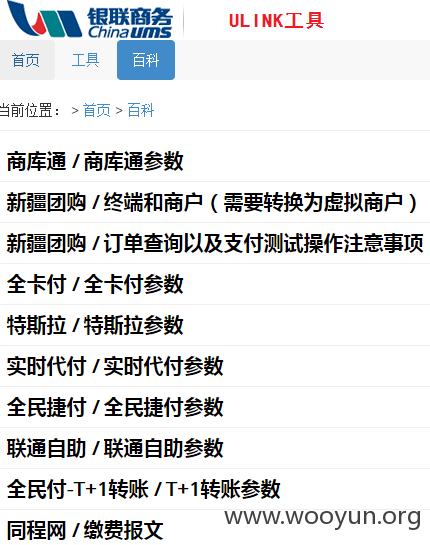 银联商务
China ums
ULINK工具
首页 工具 百科
当前位置： > 首页 > 百科
商库通 / 商库通参数
新疆团购 / 终端和商户（需要转换为虚拟商户）
新疆团购 / 订单查询以及支付测试操作注意事项
全卡付 / 全卡付参数
特斯拉 / 特斯拉参数
实时代付 / 实时代付参数
全民捷付 / 全民捷付参数
联通自助 / 联通自助参数
全民付-T+1转账 / T+1转账参数
同程网 / 缴费报文
www.wooyun.org